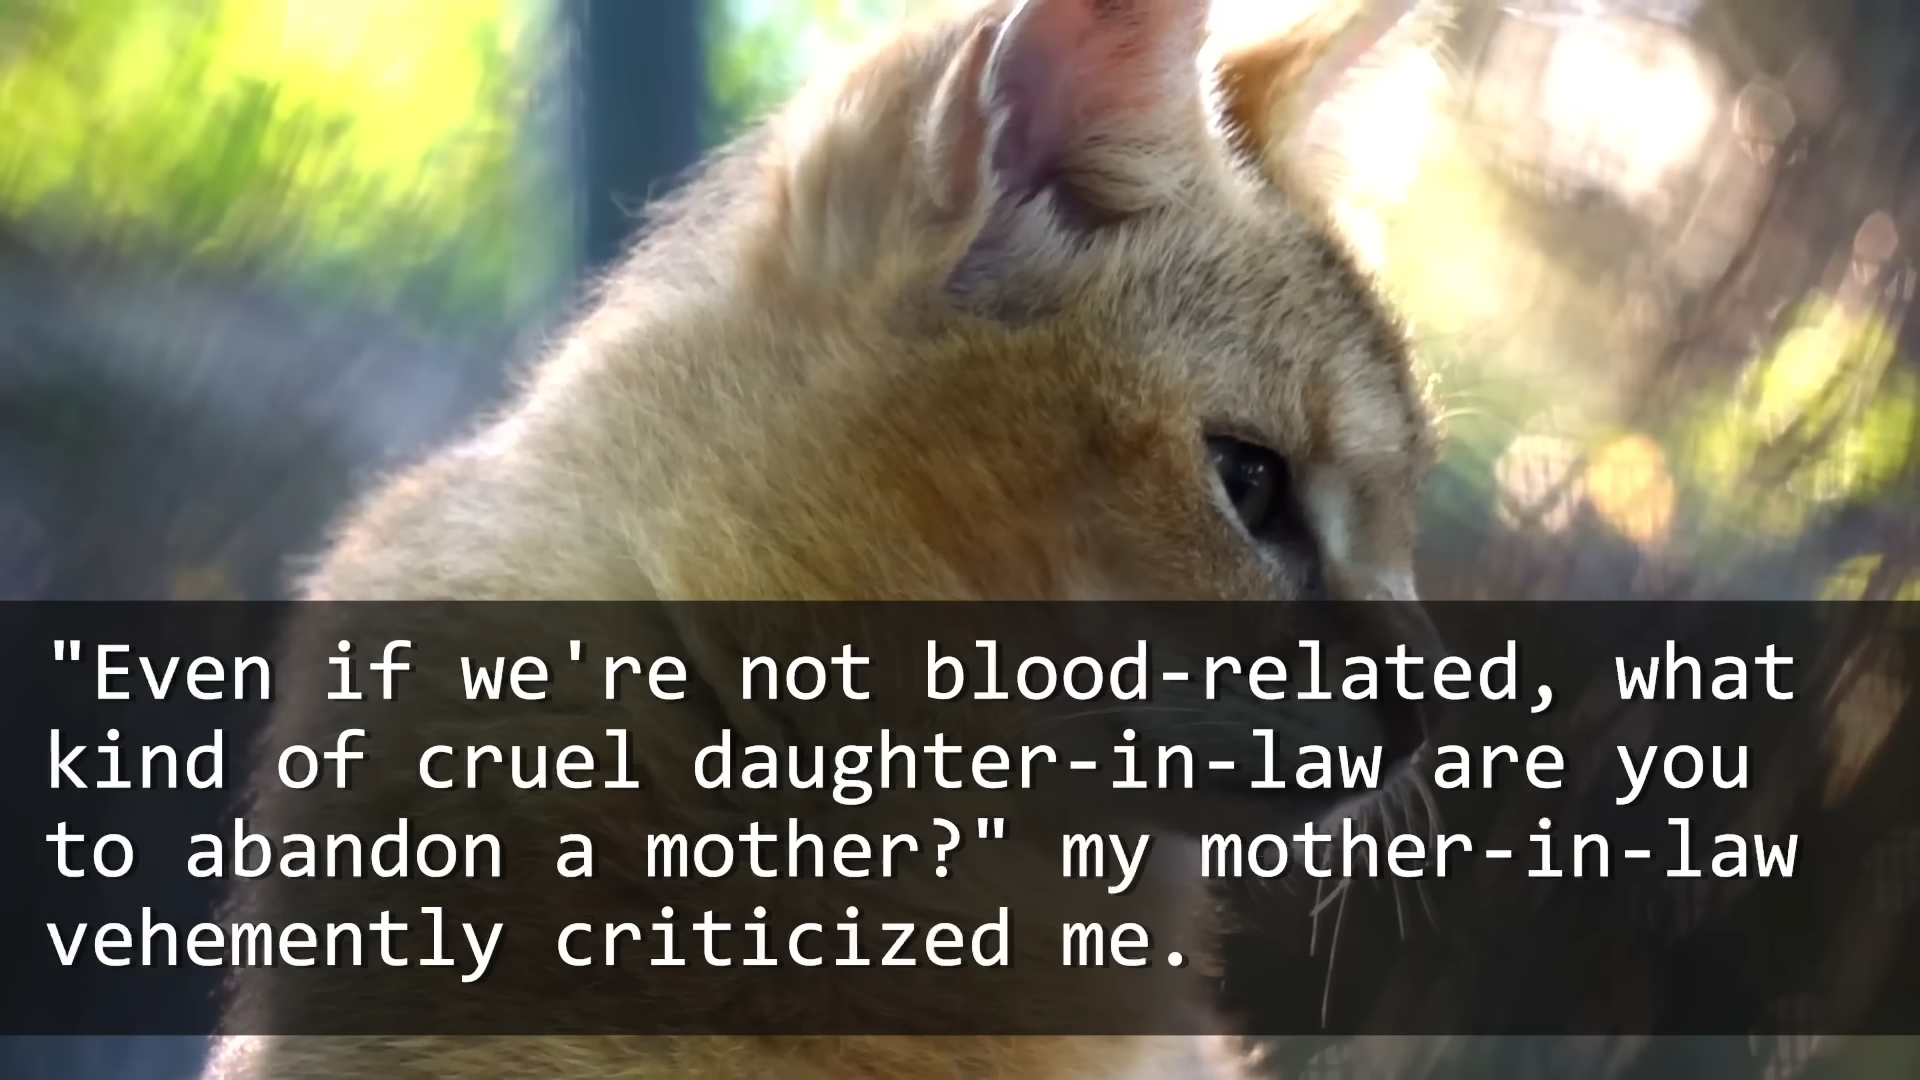 "Even if we're not blood-related, what
kind of cruel daughter-in-law are you
to abandon a mother?" my mother-in-law
vehemently criticized me.